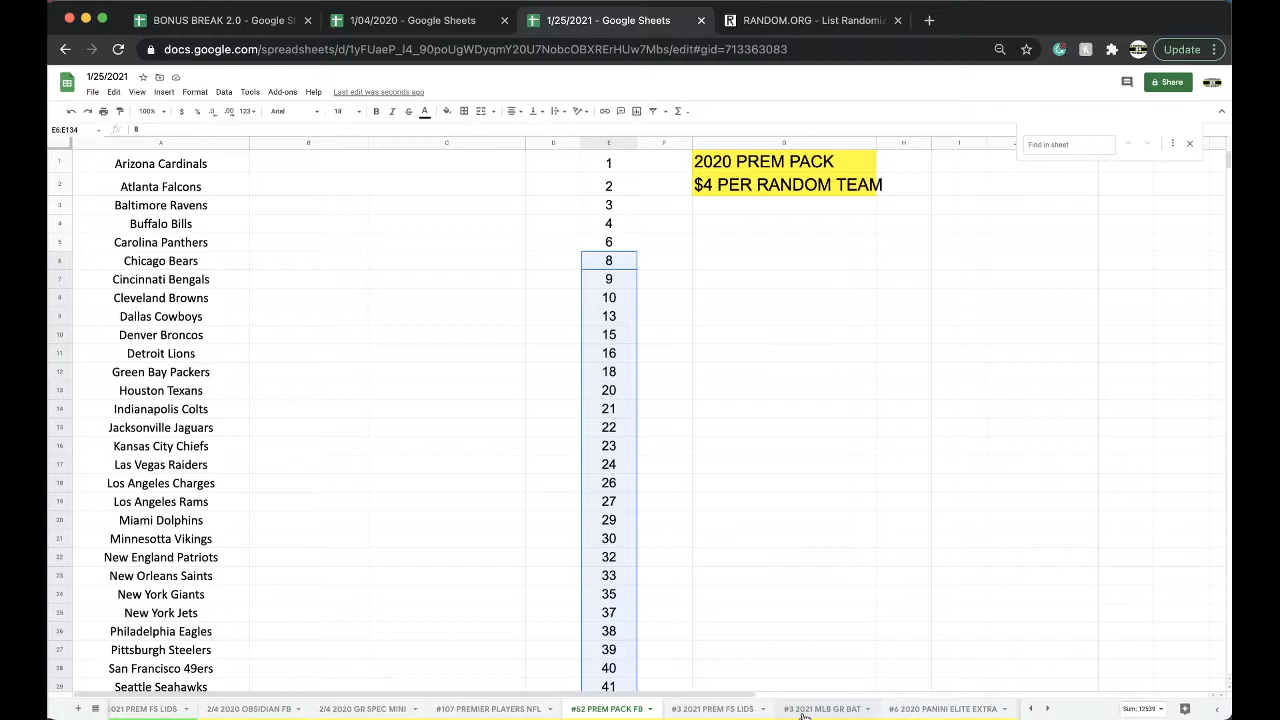 BONUS BREAK 2.0 - Google S
1/04/2020 - Google Sheets
1/25/2021 - Google Sheets
RANDOM.ORG - List Randomi
docs.google.com/spreadsheets/d/1yFUaeP_l4_90poUgWDyqmY20U7NobcOBXRErHUw7Mbs/edit#gid=713363083
Update
1/25/2021
File Edit View Insert Format Data Tools Add-ons Help Last edit was seconds ago
Share
100% $ % .0 .00 123 Arial 18 B I S A
E6:E134 fx 8
Find in sheet
A B C D E F G H I
1 Arizona Cardinals 1 2020 PREM PACK
2 Atlanta Falcons 2 $4 PER RANDOM TEAM
3 Baltimore Ravens 3
4 Buffalo Bills 4
5 Carolina Panthers 6
6 Chicago Bears 8
7 Cincinnati Bengals 9
8 Cleveland Browns 10
9 Dallas Cowboys 13
10 Denver Broncos 15
11 Detroit Lions 16
12 Green Bay Packers 18
13 Houston Texans 20
14 Indianapolis Colts 21
15 Jacksonville Jaguars 22
16 Kansas City Chiefs 23
17 Las Vegas Raiders 24
18 Los Angeles Charges 26
19 Los Angeles Rams 27
20 Miami Dolphins 29
21 Minnesotta Vikings 30
22 New England Patriots 32
23 New Orleans Saints 33
24 New York Giants 35
25 New York Jets 37
26 Philadelphia Eagles 38
27 Pittsburgh Steelers 39
28 San Francisco 49ers 40
29 Seattle Seahawks 41
2021 PREM FS LIDS 2/4 2020 OBSIDIAN FB 2/4 2020 GR SPEC MINI #107 PREMIER PLAYERS NFL #52 PREM PACK FB #3 2021 PREM FS LIDS #3 2021 MLB GR BAT #6 2020 PANINI ELITE EXTRA Sum: 12539